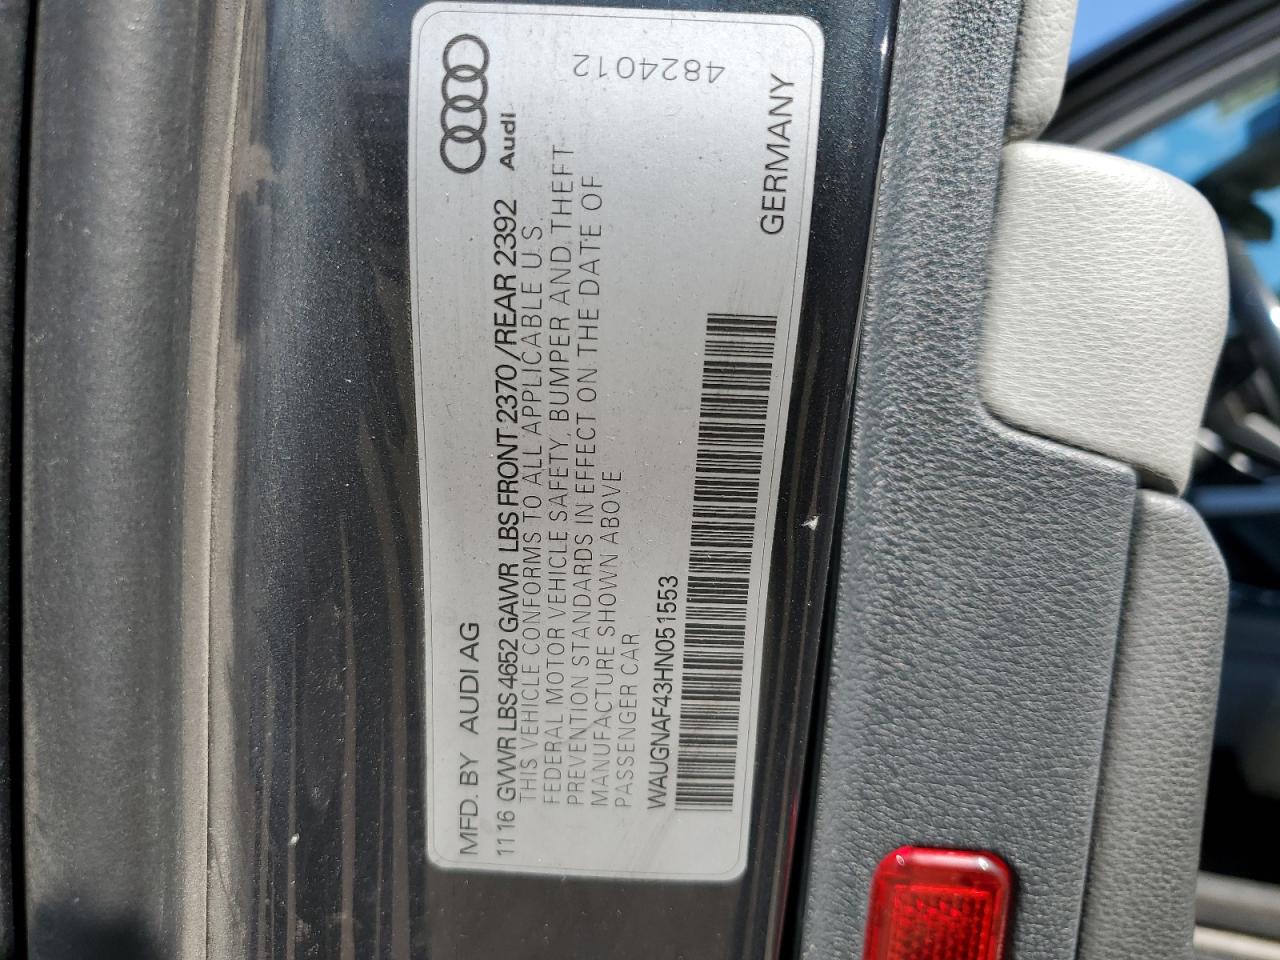 Audi
MFD. BY AUDI AG
1116 GVWR LBS 4652 GAWR LBS FRONT 2370 /REAR 2392
THIS VEHICLE CONFORMS TO ALL APPLICABLE U.S.
FEDERAL MOTOR VEHICLE SAFETY, BUMPER AND THEFT
PREVENTION STANDARDS IN EFFECT ON THE DATE OF
MANUFACTURE SHOWN ABOVE
PASSENGER CAR
WAUGNAF43HN051553
GERMANY
4824012